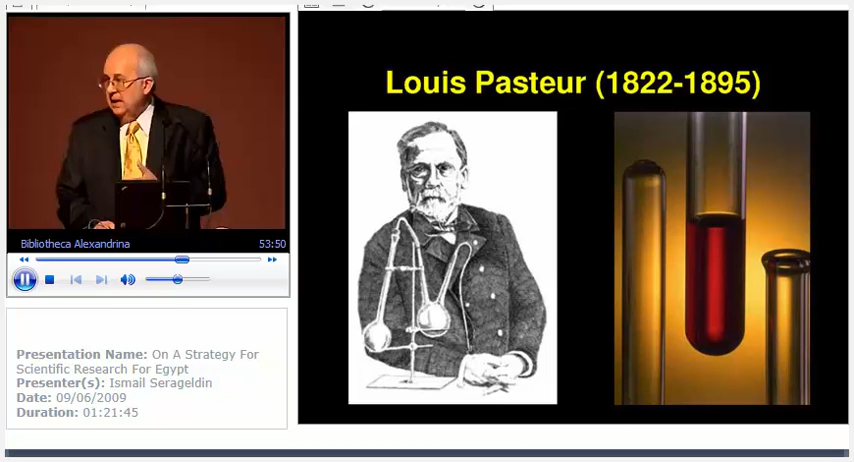 Louis Pasteur (1822-1895)
Bibliotheca Alexandrina 53:50
Presentation Name: On A Strategy For
Scientific Research For Egypt
Presenter(s): Ismail Serageldin
Date: 09/06/2009
Duration: 01:21:45